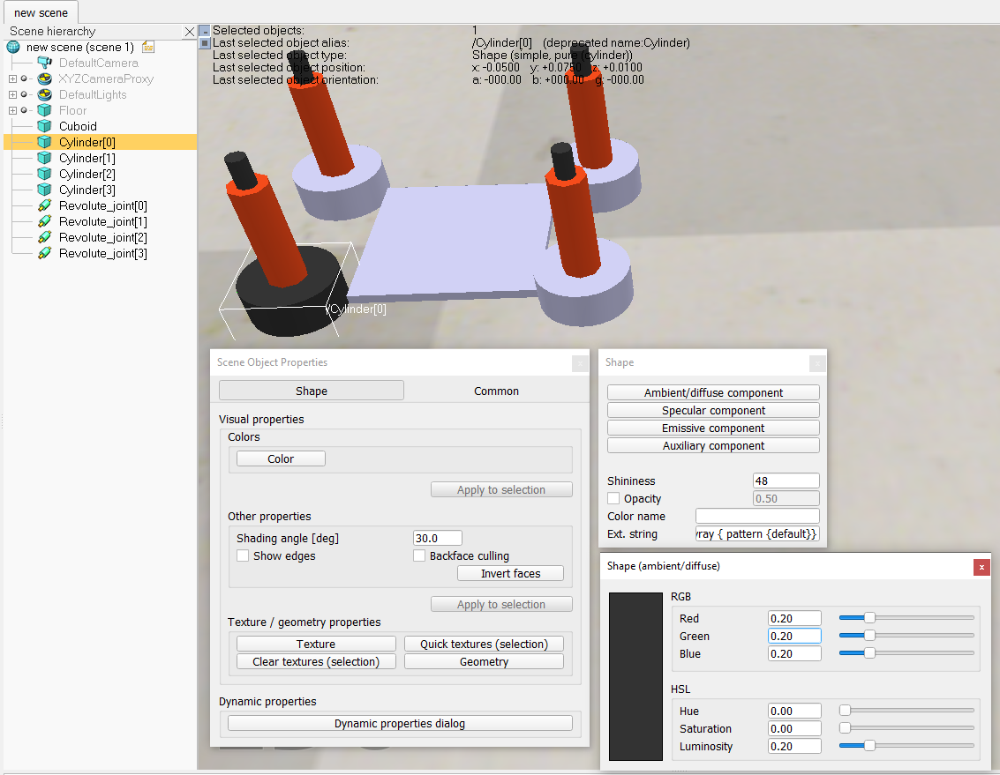 new scene
Scene hierarchy
new scene (scene 1)
DefaultCamera
XYZCameraProxy
DefaultLights
Floor
Cuboid
Cylinder[0]
Cylinder[1]
Cylinder[2]
Cylinder[3]
Revolute_joint[0]
Revolute_joint[1]
Revolute_joint[2]
Revolute_joint[3]
Selected objects: 1
Last selected object alias: /Cylinder[0] (deprecated name:Cylinder)
Last selected object type: Shape (simple, pure (cylinder))
Last selected object position: x: -0.0500 y: +0.0750 z: +0.0100
Last selected object orientation: a: -000.00 b: +000.00 g: -000.00
/Cylinder[0]
Scene Object Properties
Shape
Common
Visual properties
Colors
Color
Apply to selection
Other properties
Shading angle [deg] 30.0
Show edges
Backface culling
Invert faces
Apply to selection
Texture / geometry properties
Texture
Quick textures (selection)
Clear textures (selection)
Geometry
Dynamic properties
Dynamic properties dialog
Shape
Ambient/diffuse component
Specular component
Emissive component
Auxiliary component
Shininess 48
Opacity 0.50
Color name
Ext. string vray { pattern {default}}
Shape (ambient/diffuse)
x
RGB
Red 0.20
Green 0.20
Blue 0.20
HSL
Hue 0.00
Saturation 0.00
Luminosity 0.20